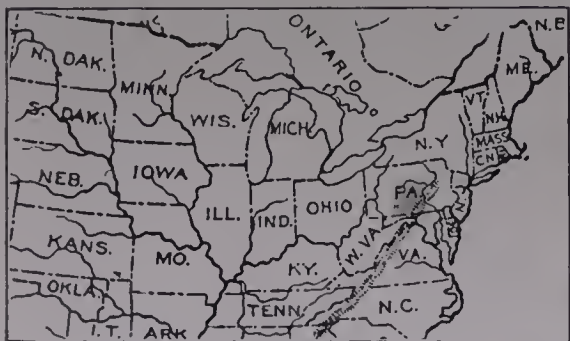 N.B
ONTARIO
ME.
N. DAK.
MINN.
VT.
N.H.
WIS.
MICH.
N.Y
MASS
S. DAK.
CN.
IOWA
NEB.
PA.
ILL.
IND.
OHIO
W.VA.
KANS.
MO.
VA.
KY.
OKLA.
TENN.
N.C.
I.T.
ARK